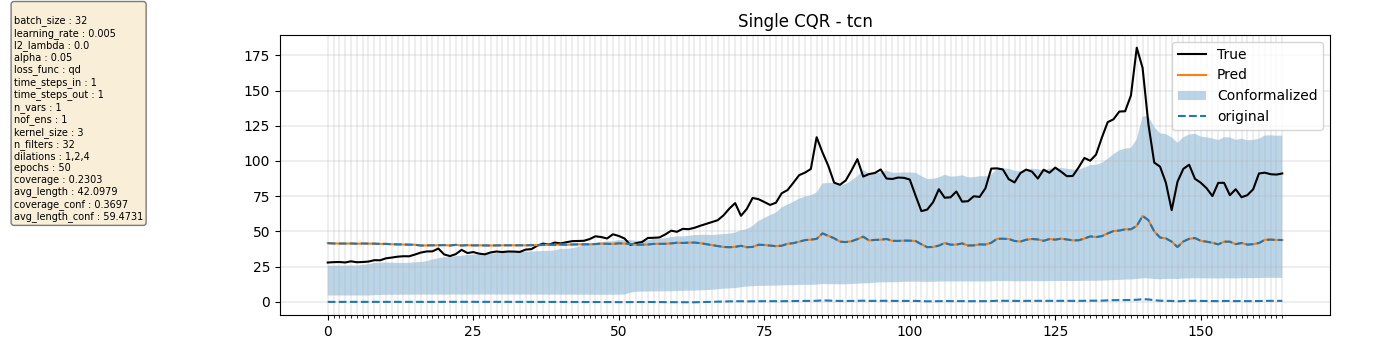 batch_size : 32
learning_rate : 0.005
l2_lambda : 0.0
alpha : 0.05
loss_func : qd
time_steps_in : 1
time_steps_out : 1
n_vars : 1
nof_ens : 1
kernel_size : 3
n_filters : 32
dilations : 1,2,4
epochs : 50
coverage : 0.2303
avg_length : 42.0979
coverage_conf : 0.3697
avg_length_conf : 59.4731
Single CQR - tcn
175
150
125
100
75
50
25
0
True
Pred
Conformalized
original
0 25 50 75 100 125 150